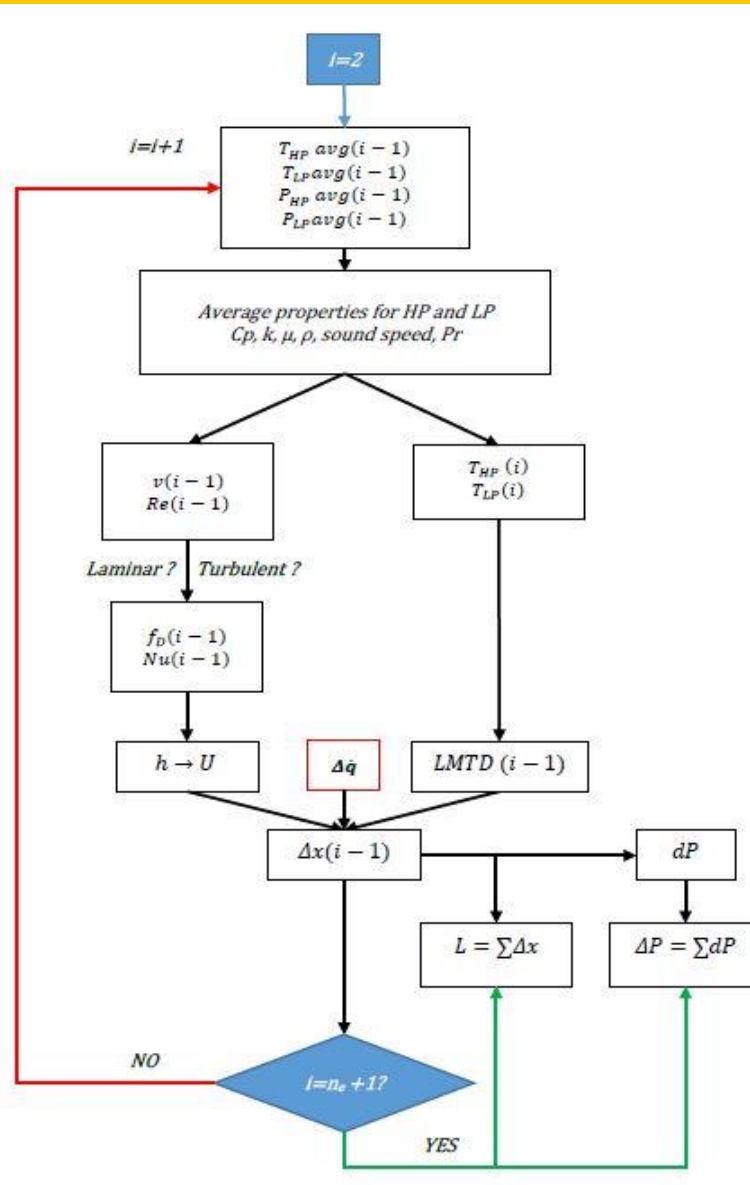 i=2
i=i+1
T_HP avg(i − 1)
T_LP avg(i − 1)
P_HP avg(i − 1)
P_LP avg(i − 1)
Average properties for HP and LP
Cp, k, μ, ρ, sound speed, Pr
v(i − 1)
Re(i − 1)
T_HP (i)
T_LP (i)
Laminar ? Turbulent ?
f_D(i − 1)
Nu(i − 1)
h → U
Δq̇
LMTD (i − 1)
Δx(i − 1)
dP
L = ∑Δx
ΔP = ∑dP
NO
i=n_e +1?
YES